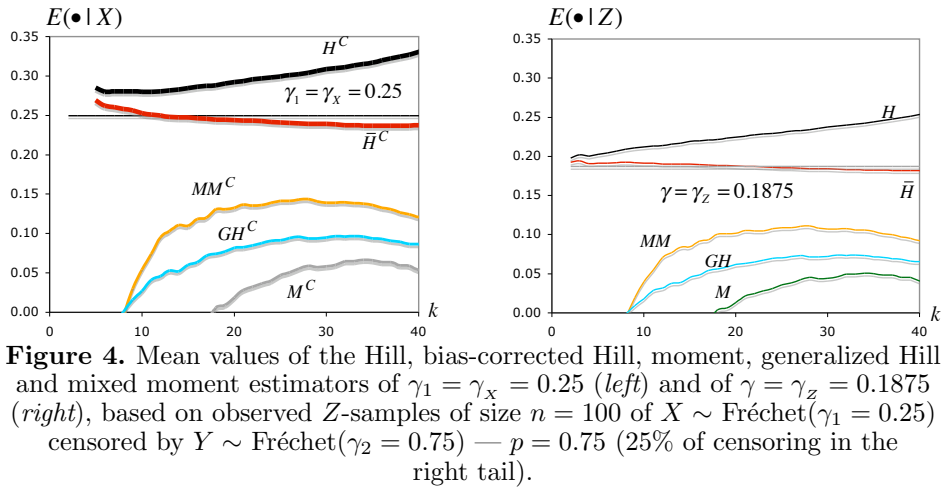 E(• | X)
0.35
0.30
0.25
0.20
0.15
0.10
0.05
0.00
0
10
20
30
40
k
H^C
γ₁ = γ_X = 0.25
H̄^C
MM^C
GH^C
M^C
E(• | Z)
0.35
0.30
0.25
0.20
0.15
0.10
0.05
0.00
0
10
20
30
40
k
H
γ = γ_Z = 0.1875
H̄
MM
GH
M
Figure 4. Mean values of the Hill, bias-corrected Hill, moment, generalized Hill
and mixed moment estimators of γ₁ = γ_X = 0.25 (left) and of γ = γ_Z = 0.1875
(right), based on observed Z-samples of size n = 100 of X ∼ Fréchet(γ₁ = 0.25)
censored by Y ∼ Fréchet(γ₂ = 0.75) — p = 0.75 (25% of censoring in the
right tail).